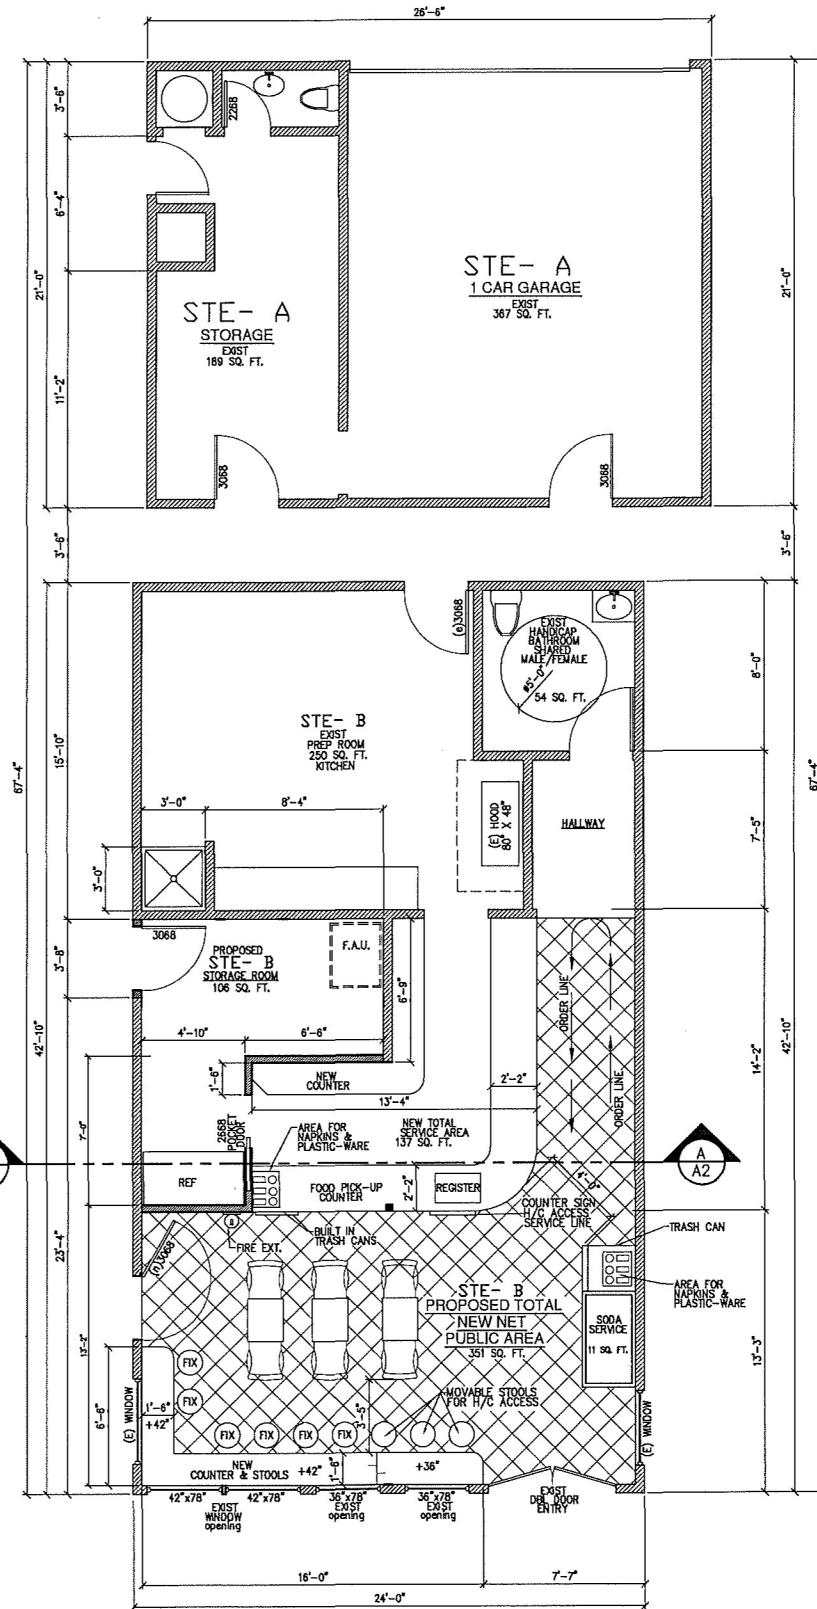 26'-6"
3'-6"
2268
6'-4"
21'-0"
21'-0"
STE- A
1 CAR GARAGE
EXIST
367 SQ. FT.
STE- A
STORAGE
EXIST
189 SQ. FT.
11'-2"
3068
3068
3'-6"
3'-6"
(e)3068
EXIST
HANDICAP
BATHROOM
SHARED
MALE/FEMALE
ø5'-0"
54 SQ. FT.
8'-0"
STE- B
EXIST
PREP ROOM
250 SQ. FT.
KITCHEN
15'-10"
67'-4"
67'-4"
3'-0"
8'-4"
(E) HOOD
80" X 48"
HALLWAY
7'-5"
3'-0"
3068
PROPOSED
STE- B
STORAGE ROOM
106 SQ. FT.
F.A.U.
3'-8"
6'-9"
ORDER LINE
42'-10"
42'-10"
4'-10"
6'-6"
14'-2"
1'-6"
NEW
COUNTER
2'-2"
13'-4"
ORDER LINE
7'-0"
2668
POCKET
DOOR
AREA FOR
NAPKINS &
PLASTIC-WARE
NEW TOTAL
SERVICE AREA
137 SQ. FT.
A
A2
REF
FOOD PICK-UP
COUNTER
2'-2"
REGISTER
4'-0"
COUNTER SIGN
H/C ACCESS
SERVICE LINE
TRASH CAN
FIRE EXT.
BUILT IN
TRASH CANS
(n)3068
23'-4"
STE- B
PROPOSED TOTAL
NEW NET
PUBLIC AREA
351 SQ. FT.
AREA FOR
NAPKINS &
PLASTIC-WARE
SODA
SERVICE
11 SQ. FT.
13'-2"
13'-3"
FIX
FIX
1'-6"
+42"
6'-6"
(E) WINDOW
3'-5"
MOVABLE STOOLS
FOR H/C ACCESS
(E) WINDOW
FIX
FIX
FIX
FIX
NEW
COUNTER & STOOLS
+42"
1'-6"
+36"
42"x78"
42"x78"
36"x78"
36"x78"
EXIST
WINDOW
opening
EXIST
opening
EXIST
opening
EXIST
DBL DOOR
ENTRY
16'-0"
7'-7"
24'-0"